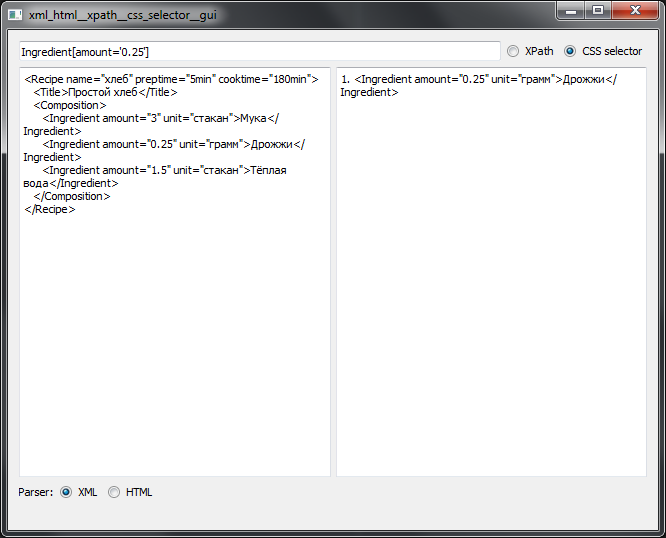 xml_html__xpath__css_selector__gui
Ingredient[amount='0.25'] XPath CSS selector
<Recipe name="хлеб" preptime="5min" cooktime="180min">
<Title>Простой хлеб</Title>
<Composition>
<Ingredient amount="3" unit="стакан">Мука</
Ingredient>
<Ingredient amount="0.25" unit="грамм">Дрожжи</
Ingredient>
<Ingredient amount="1.5" unit="стакан">Тёплая
вода</Ingredient>
</Composition>
</Recipe>
1. <Ingredient amount="0.25" unit="грамм">Дрожжи</
Ingredient>
Parser: XML HTML